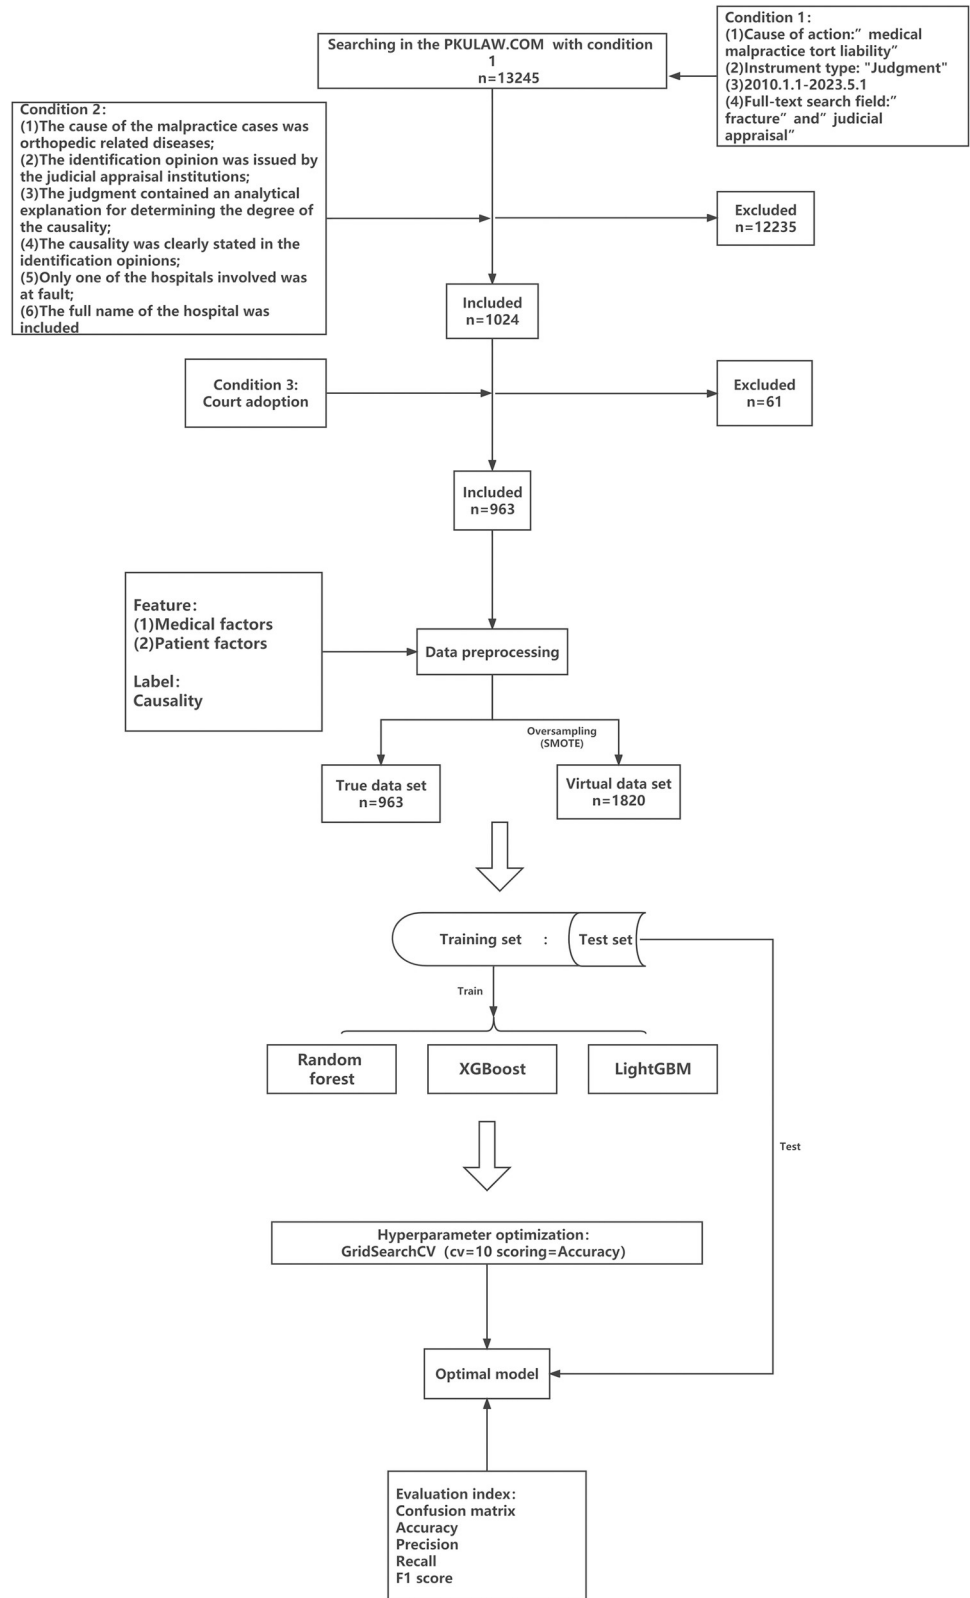 Searching in the PKULAW.COM with condition
1
n=13245
Condition 1：
(1)Cause of action:” medical
malpractice tort liability”
(2)Instrument type: "Judgment"
(3)2010.1.1-2023.5.1
(4)Full-text search field:”
fracture” and” judicial
appraisal”
Condition 2：
(1)The cause of the malpractice cases was
orthopedic related diseases;
(2)The identification opinion was issued by
the judicial appraisal institutions;
(3)The judgment contained an analytical
explanation for determining the degree of
the causality;
(4)The causality was clearly stated in the
identification opinions;
(5)Only one of the hospitals involved was
at fault;
(6)The full name of the hospital was
included
Excluded
n=12235
Included
n=1024
Condition 3:
Court adoption
Excluded
n=61
Included
n=963
Feature：
(1)Medical factors
(2)Patient factors
Label：
Causality
Data preprocessing
Oversampling
(SMOTE)
True data set
n=963
Virtual data set
n=1820
Training set : Test set
Train
Random
forest
XGBoost
LightGBM
Test
Hyperparameter optimization：
GridSearchCV（cv=10 scoring=Accuracy）
Optimal model
Evaluation index：
Confusion matrix
Accuracy
Precision
Recall
F1 score